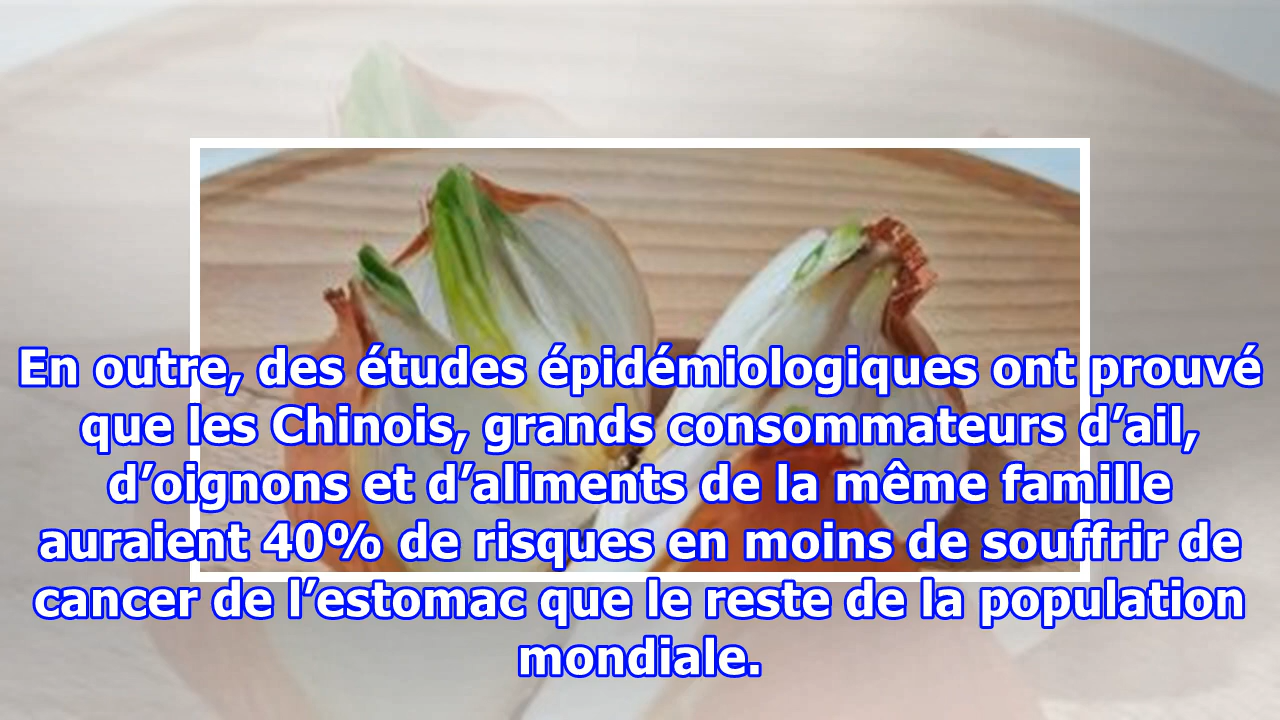 En outre, des études épidémiologiques ont prouvé
que les Chinois, grands consommateurs d’ail,
d’oignons et d’aliments de la même famille
auraient 40% de risques en moins de souffrir de
cancer de l’estomac que le reste de la population
mondiale.